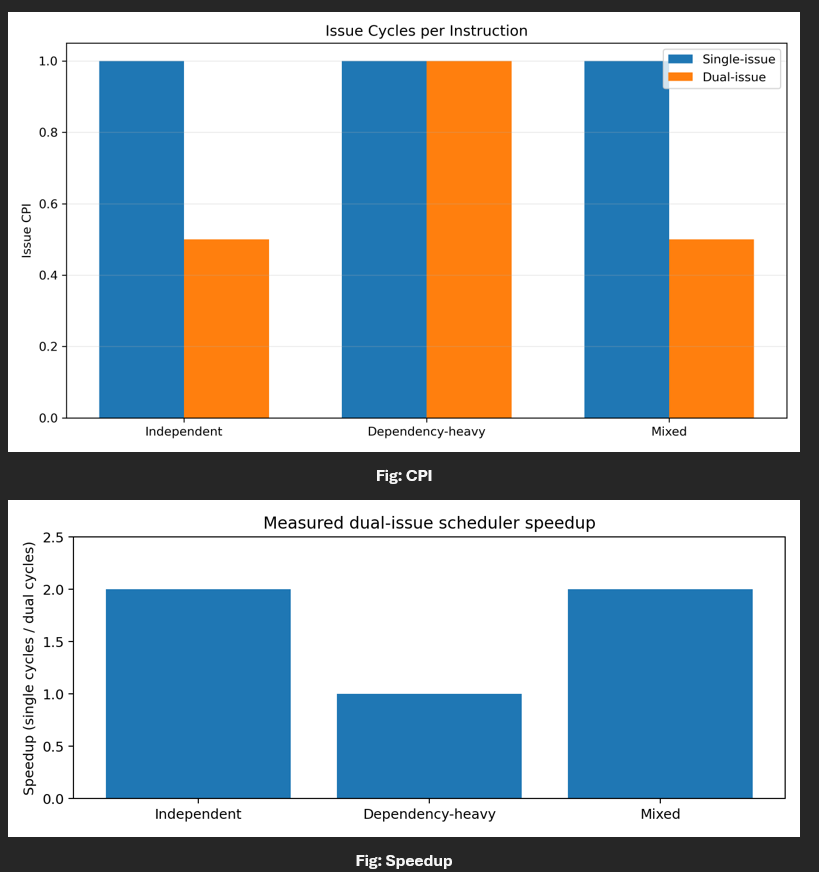 Issue Cycles per Instruction
Single-issue
Dual-issue
Issue CPI
1.0
0.8
0.6
0.4
0.2
0.0
Independent
Dependency-heavy
Mixed
Fig: CPI
Measured dual-issue scheduler speedup
Speedup (single cycles / dual cycles)
2.5
2.0
1.5
1.0
0.5
0.0
Independent
Dependency-heavy
Mixed
Fig: Speedup